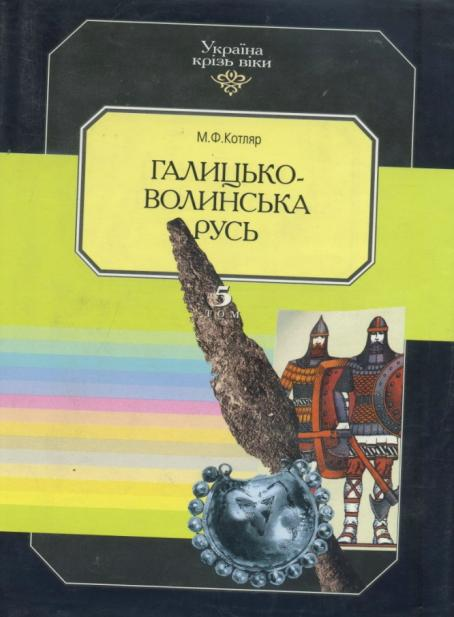 Україна
крізь віки
М.Ф.Котляр
ГАЛИЦЬКО-
ВОЛИНСЬКА
РУСЬ
5
ТОМ